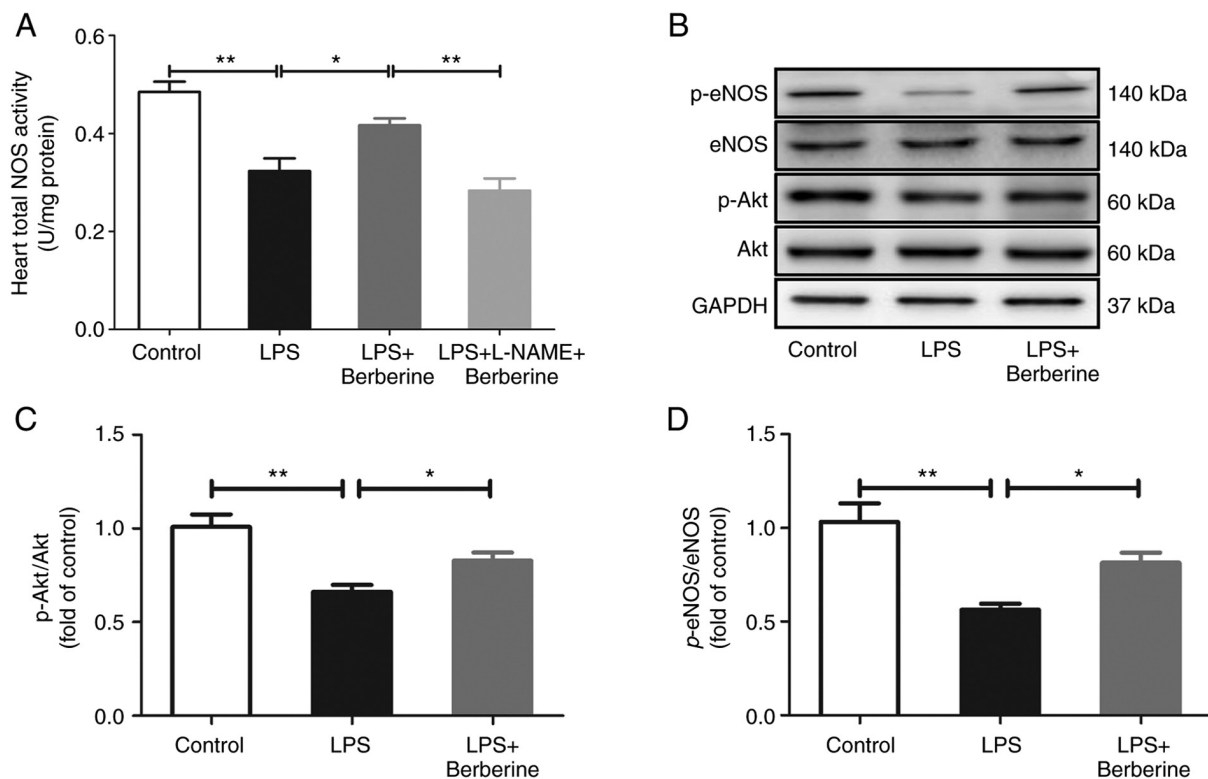 A
Heart total NOS activity
(U/mg protein)
0.6
0.4
0.2
0.0
** * **
Control LPS LPS+ LPS+L-NAME+
Berberine Berberine
B
p-eNOS 140 kDa
eNOS 140 kDa
p-Akt 60 kDa
Akt 60 kDa
GAPDH 37 kDa
Control LPS LPS+
Berberine
C
p-Akt/Akt
(fold of control)
1.5
1.0
0.5
0.0
** *
Control LPS LPS+
Berberine
D
p-eNOS/eNOS
(fold of control)
1.5
1.0
0.5
0.0
** *
Control LPS LPS+
Berberine